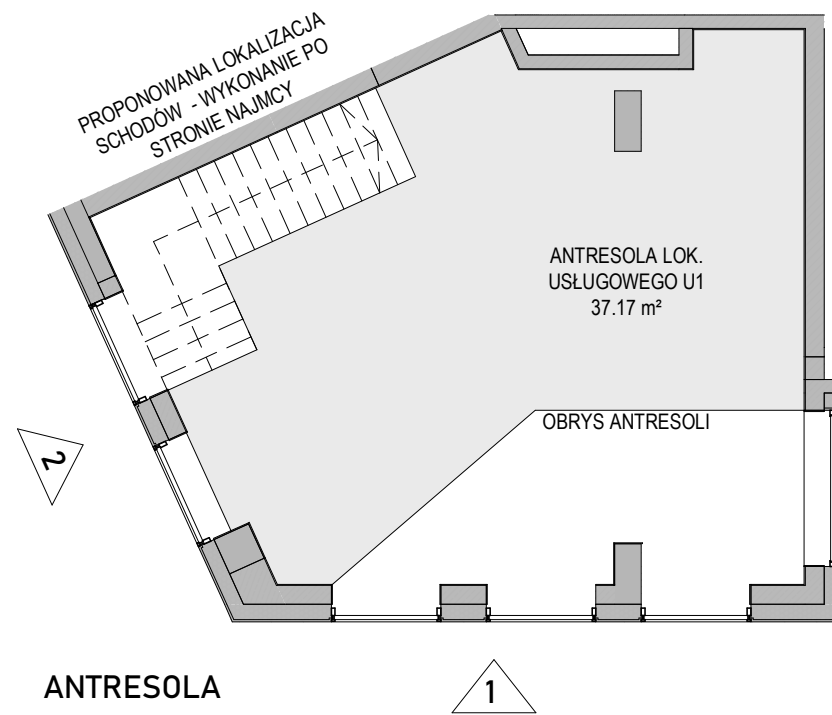 PROPONOWANA LOKALIZACJA
SCHODÓW - WYKONANIE PO
STRONIE NAJMCY
ANTRESOLA LOK.
USŁUGOWEGO U1
37.17 m²
OBRYS ANTRESOLI
2
ANTRESOLA
1